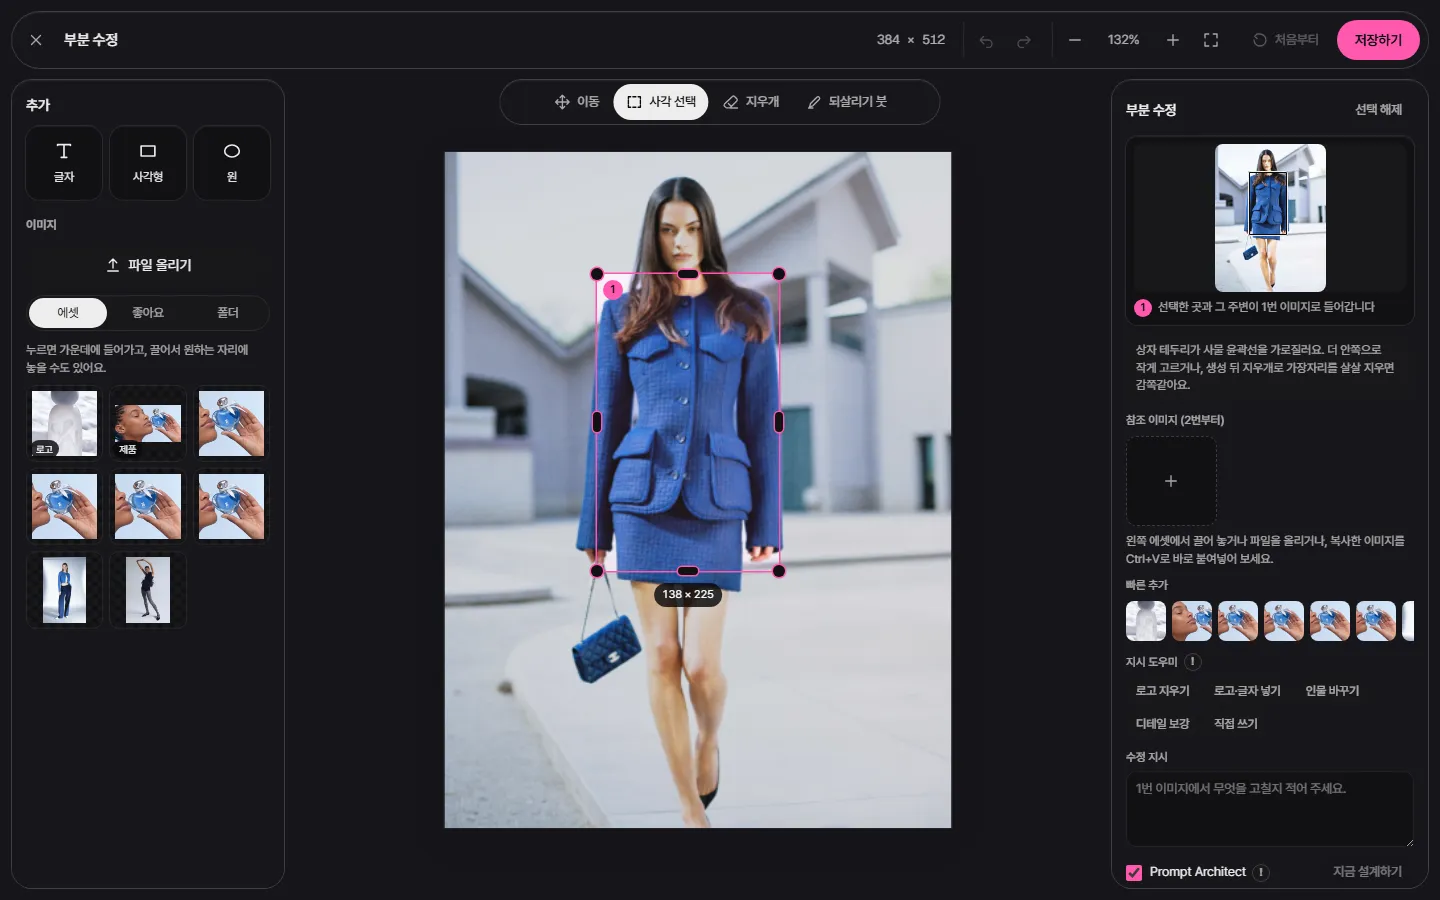 부분 수정
384 × 512
132%
처음부터
저장하기
추가
글자
사각형
원
이미지
파일 올리기
에셋
좋아요
폴더
누르면 가운데에 들어가고, 끌어서 원하는 자리에
놓을 수도 있어요.
로고
제품
이동
사각 선택
지우개
되살리기 붓
1
138 × 225
부분 수정
선택 해제
1 선택한 곳과 그 주변이 1번 이미지로 들어갑니다
상자 테두리가 사물 윤곽선을 가로질러요. 더 안쪽으로
작게 고르거나, 생성 뒤 지우개로 가장자리를 살살 지우면
감쪽같아요.
참조 이미지 (2번부터)
왼쪽 에셋에서 끌어 놓거나 파일을 올리거나, 복사한 이미지를
Ctrl+V로 바로 붙여넣어 보세요.
빠른 추가
지시 도우미 !
로고 지우기
로고·글자 넣기
인물 바꾸기
디테일 보강
직접 쓰기
수정 지시
1번 이미지에서 무엇을 고칠지 적어 주세요.
Prompt Architect !
지금 설계하기